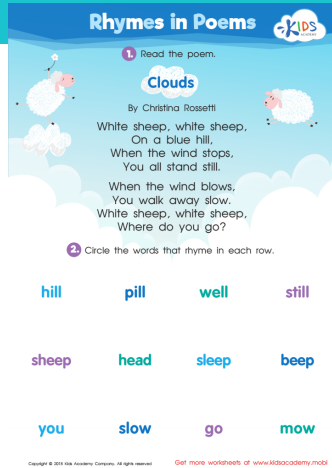 Rhymes in Poems
KIDS
ACADEMY
1. Read the poem.
Clouds
By Christina Rossetti
White sheep, white sheep,
On a blue hill,
When the wind stops,
You all stand still.
When the wind blows,
You walk away slow.
White sheep, white sheep,
Where do you go?
2. Circle the words that rhyme in each row.
hill pill well still
sheep head sleep beep
you slow go mow
Copyright © 2015 Kids Academy Company. All rights reserved
Get more worksheets at www.kidsacademy.mobi